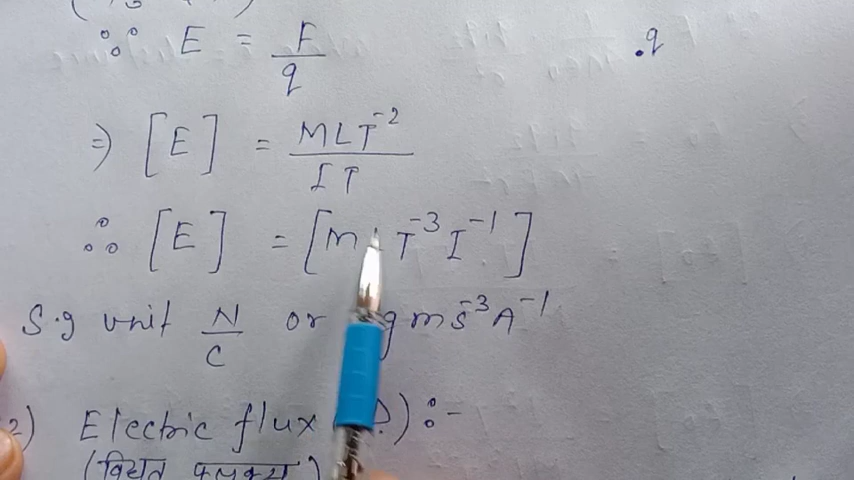 ∵ E = F/q .q
⇒ [E] = MLT⁻²/IT
∴ [E] = [M T⁻³ I⁻¹]
S.g unit N/C or gms⁻³A⁻¹
2) Electric flux ) :-